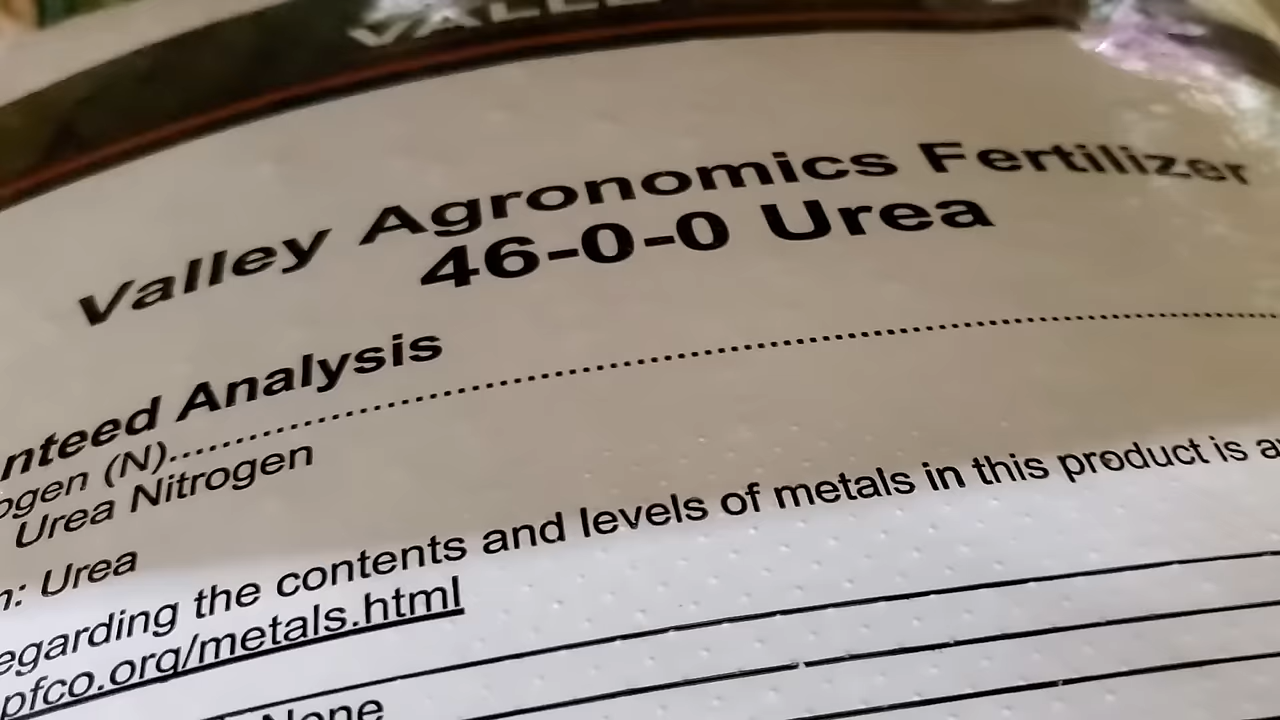 VALLE
Valley Agronomics Fertilizer
46-0-0 Urea
nteed Analysis
ogen (N)................................................................................
Urea Nitrogen
n: Urea
egarding the contents and levels of metals in this product is a
pfco.org/metals.html
None